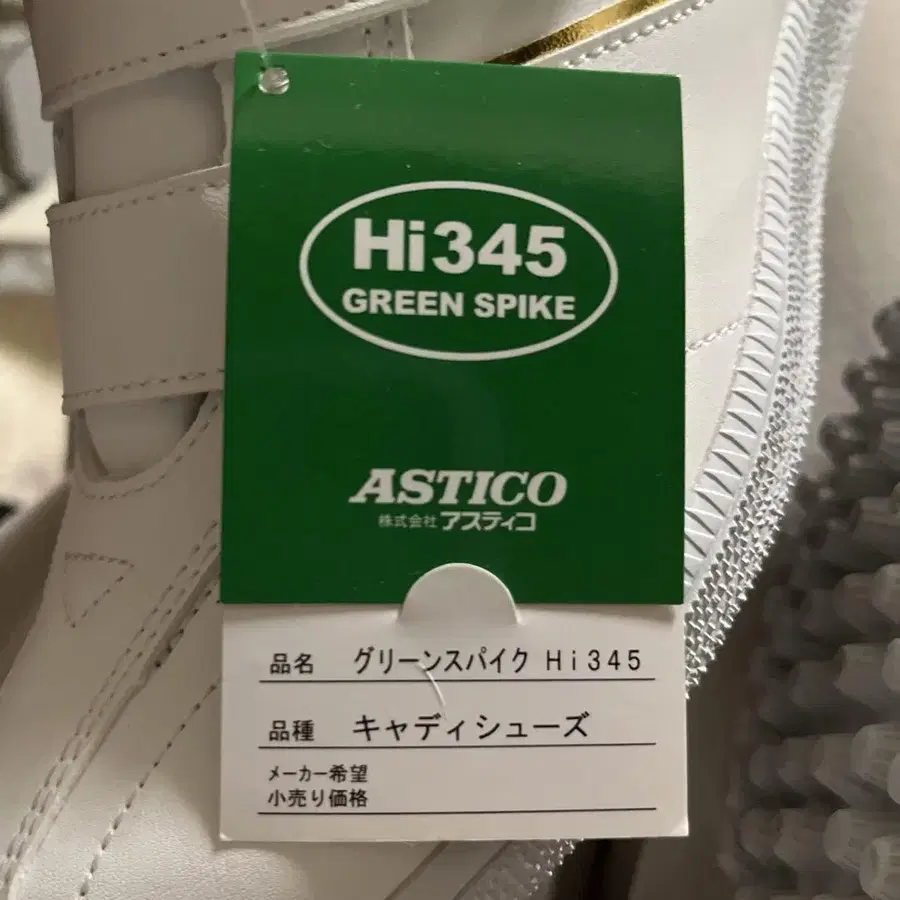 Hi345
GREEN SPIKE
ASTICO
株式会社 アスティコ
品名 グリーンスパイク Hi345
品種 キャディシューズ
メーカー希望
小売り価格